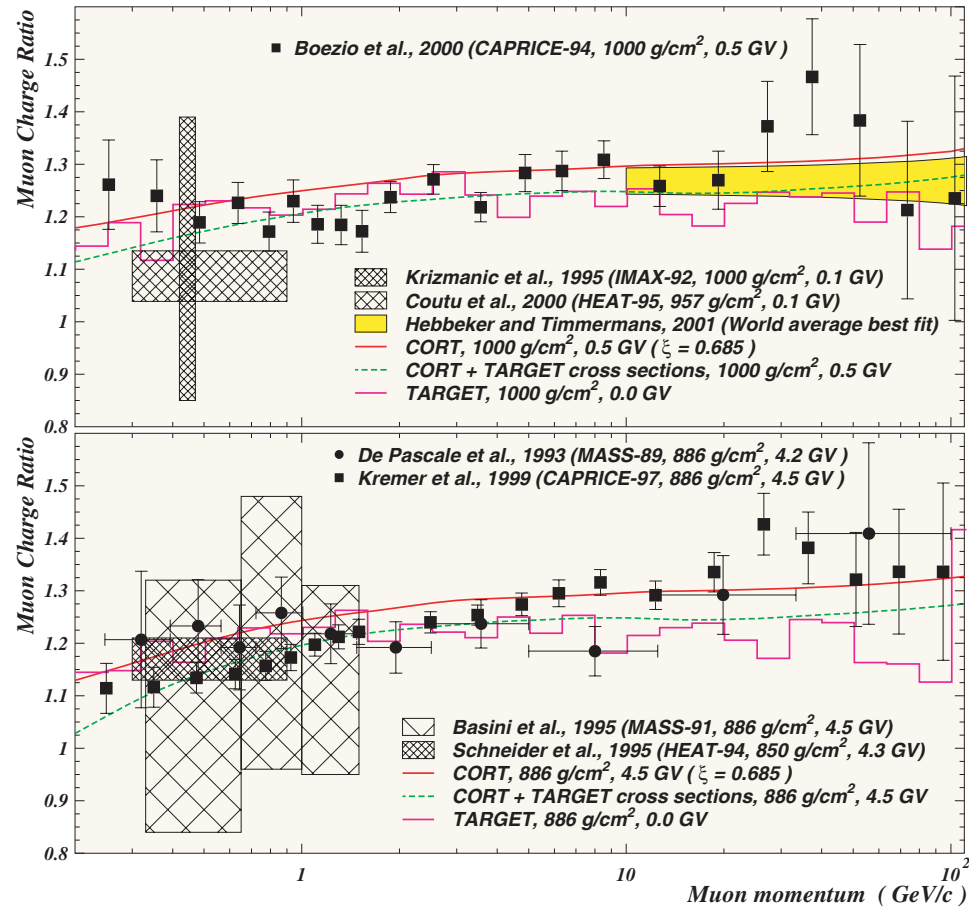 1.5
1.4
1.3
1.2
1.1
1
0.9
0.8
Muon Charge Ratio
Boezio et al., 2000 (CAPRICE-94, 1000 g/cm², 0.5 GV )
Krizmanic et al., 1995 (IMAX-92, 1000 g/cm², 0.1 GV)
Coutu et al., 2000 (HEAT-95, 957 g/cm², 0.1 GV)
Hebbeker and Timmermans, 2001 (World average best fit)
CORT, 1000 g/cm², 0.5 GV ( ξ = 0.685 )
CORT + TARGET cross sections, 1000 g/cm², 0.5 GV
TARGET, 1000 g/cm², 0.0 GV
1.5
1.4
1.3
1.2
1.1
1
0.9
0.8
Muon Charge Ratio
De Pascale et al., 1993 (MASS-89, 886 g/cm², 4.2 GV )
Kremer et al., 1999 (CAPRICE-97, 886 g/cm², 4.5 GV )
Basini et al., 1995 (MASS-91, 886 g/cm², 4.5 GV)
Schneider et al., 1995 (HEAT-94, 850 g/cm², 4.3 GV)
CORT, 886 g/cm², 4.5 GV ( ξ = 0.685 )
CORT + TARGET cross sections, 886 g/cm², 4.5 GV
TARGET, 886 g/cm², 0.0 GV
1 10 10²
Muon momentum ( GeV/c )